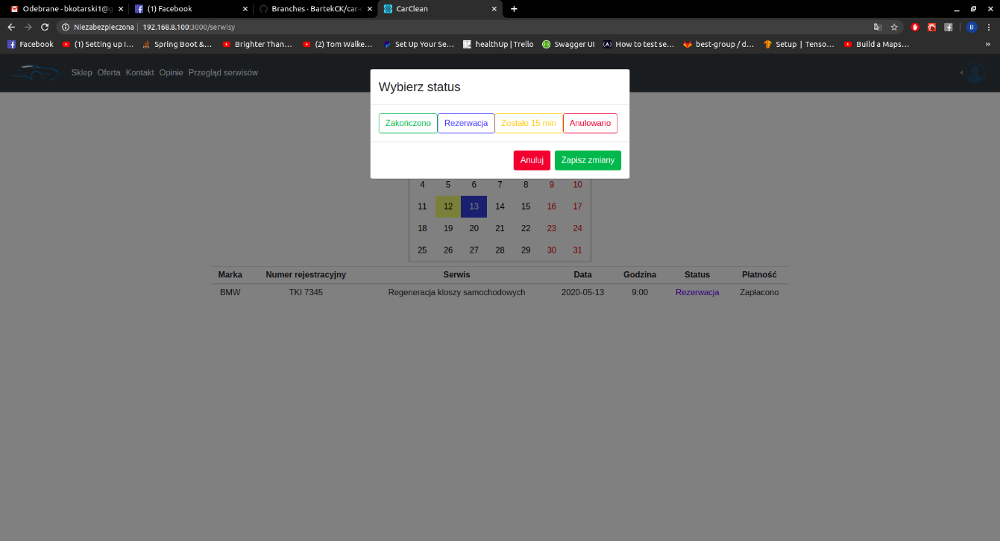 Odebrane - bkotarski1@g
(1) Facebook
Branches · BartekCK/car-c
CarClean
Niezabezpieczona | 192.168.8.100:3000/serwisy
B
Facebook
(1) Setting up I…
Spring Boot &…
Brighter Than…
(2) Tom Walke…
Set Up Your Se…
healthUp | Trello
Swagger UI
How to test se…
best-group / d…
Setup | Tenso…
Build a Maps…
»
Sklep Oferta Kontakt Opinie Przegląd serwisów
Wybierz status
Zakończono Rezerwacja Zostało 15 min Anulowano
Anuluj Zapisz zmiany
4 5 6 7 8 9 10
11 12 13 14 15 16 17
18 19 20 21 22 23 24
25 26 27 28 29 30 31
Marka Numer rejestracyjny Serwis Data Godzina Status Płatność
BMW TKI 7345 Regeneracja kloszy samochodowych 2020-05-13 9:00 Rezerwacja Zapłacono